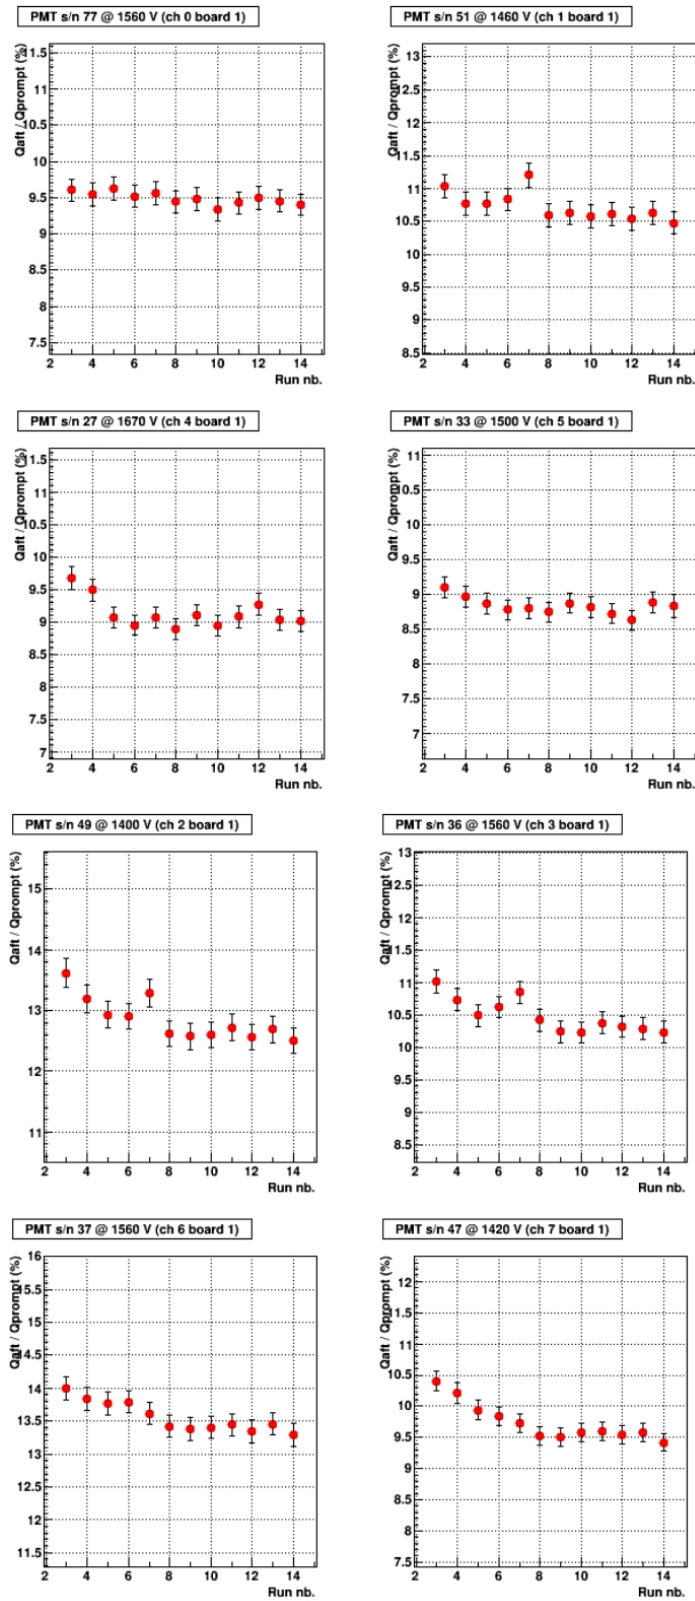 PMT s/n 77 @ 1560 V (ch 0 board 1)
Qaft / Qprompt (%)
11.5
11
10.5
10
9.5
9
8.5
8
7.5
2 4 6 8 10 12 14
Run nb.
PMT s/n 51 @ 1460 V (ch 1 board 1)
Qaft / Qprompt (%)
13
12.5
12
11.5
11
10.5
10
9.5
9
8.5
2 4 6 8 10 12 14
Run nb.
PMT s/n 27 @ 1670 V (ch 4 board 1)
Qaft / Qprompt (%)
11.5
11
10.5
10
9.5
9
8.5
8
7.5
7
2 4 6 8 10 12 14
Run nb.
PMT s/n 33 @ 1500 V (ch 5 board 1)
Qaft / Qprompt (%)
11
10.5
10
9.5
9
8.5
8
7.5
7
2 4 6 8 10 12 14
Run nb.
PMT s/n 49 @ 1400 V (ch 2 board 1)
Qaft / Qprompt (%)
15
14
13
12
11
2 4 6 8 10 12 14
Run nb.
PMT s/n 36 @ 1560 V (ch 3 board 1)
Qaft / Qprompt (%)
13
12.5
12
11.5
11
10.5
10
9.5
9
8.5
2 4 6 8 10 12 14
Run nb.
PMT s/n 37 @ 1560 V (ch 6 board 1)
Qaft / Qprompt (%)
16
15.5
15
14.5
14
13.5
13
12.5
12
11.5
2 4 6 8 10 12 14
Run nb.
PMT s/n 47 @ 1420 V (ch 7 board 1)
Qaft / Qprompt (%)
12
11.5
11
10.5
10
9.5
9
8.5
8
7.5
2 4 6 8 10 12 14
Run nb.